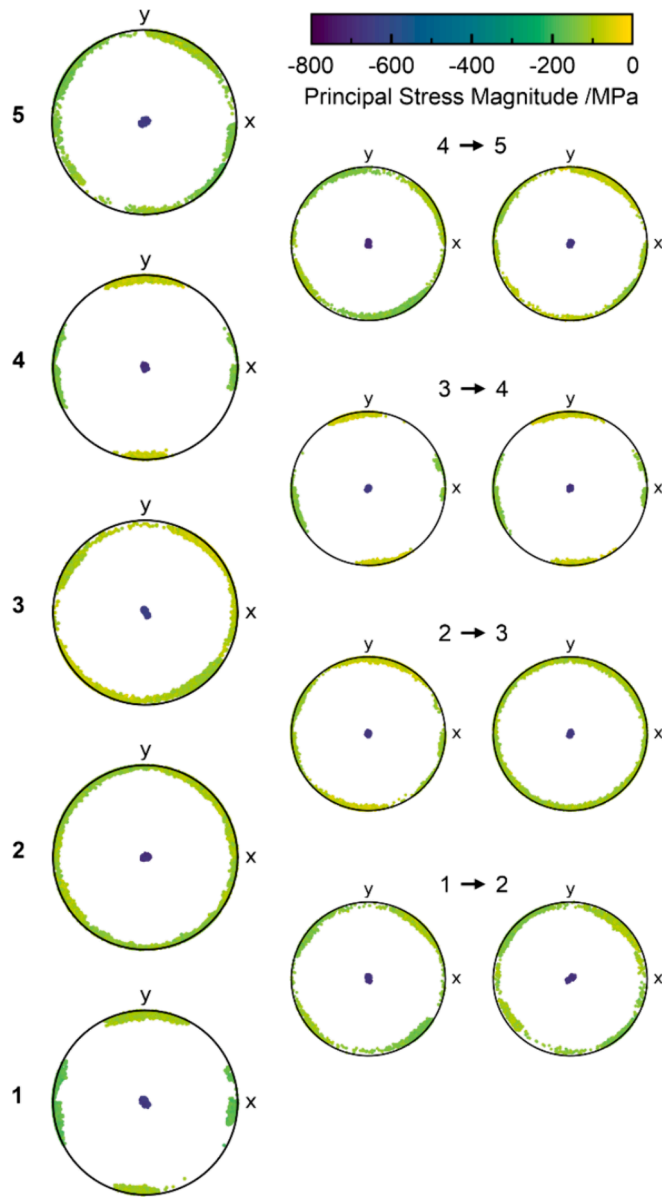 y
5
x
-800 -600 -400 -200 0
Principal Stress Magnitude /MPa
4 → 5
y y
x x
y
4
x
3 → 4
y y
x x
y
3
x
2 → 3
y y
x x
y
2
x
1 → 2
y y
x x
y
1
x